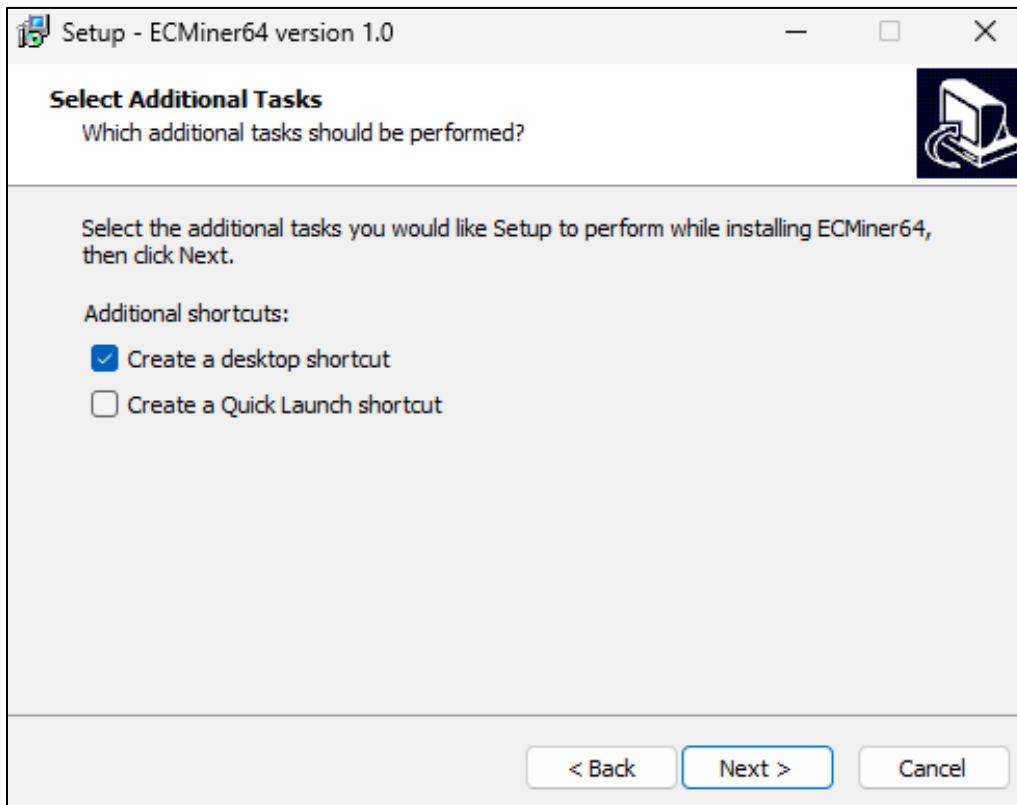 Setup - ECMiner64 version 1.0
Select Additional Tasks
Which additional tasks should be performed?
Select the additional tasks you would like Setup to perform while installing ECMiner64,
then click Next.
Additional shortcuts:
Create a desktop shortcut
Create a Quick Launch shortcut
< Back
Next >
Cancel